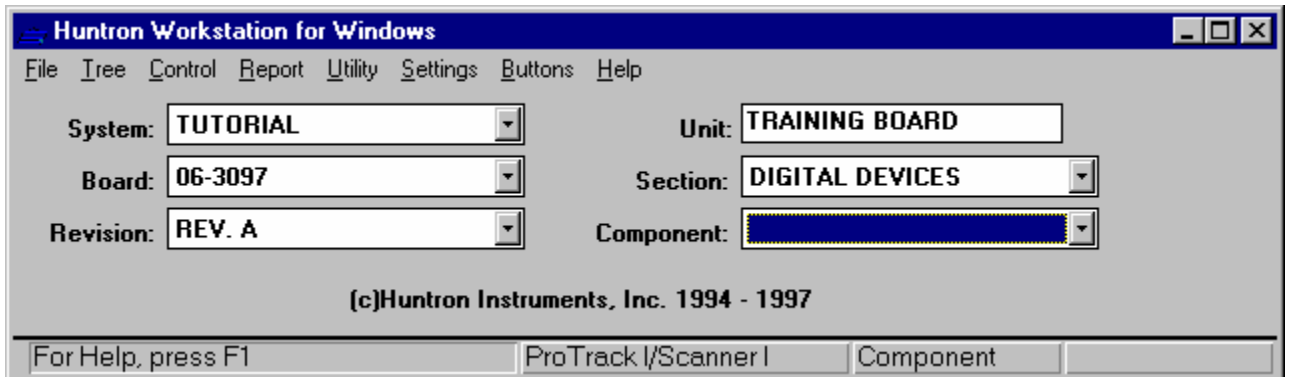 Huntron Workstation for Windows
File Tree Control Report Utility Settings Buttons Help
System: TUTORIAL Unit: TRAINING BOARD
Board: 06-3097 Section: DIGITAL DEVICES
Revision: REV. A Component:
(c)Huntron Instruments, Inc. 1994 - 1997
For Help, press F1 ProTrack I/Scanner I Component